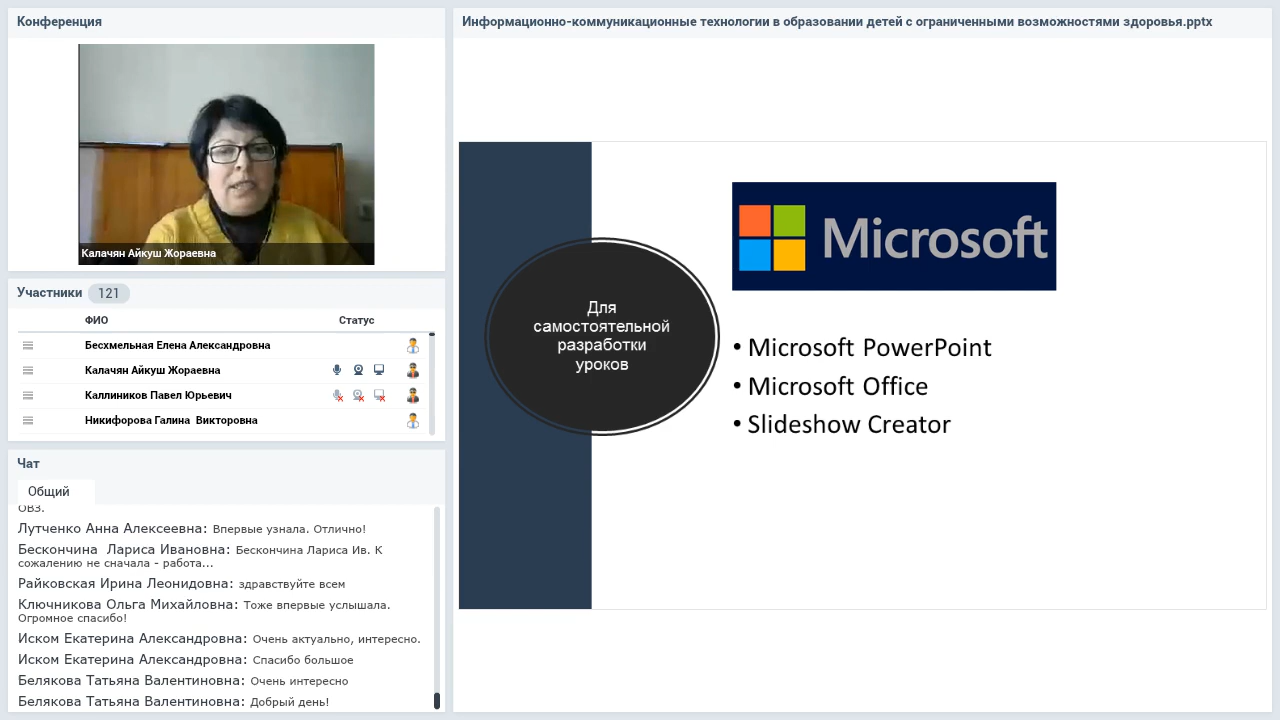 Конференция
Калачян Айкуш Жораевна
Участники 121
ФИО Статус
Бесхмельная Елена Александровна
Калачян Айкуш Жораевна
Каллиников Павел Юрьевич
Никифорова Галина Викторовна
Чат
Общий
ОВЗ.
Лутченко Анна Алексеевна: Впервые узнала. Отлично!
Бескончина Лариса Ивановна: Бескончина Лариса Ив. К
сожалению не сначала - работа...
Райковская Ирина Леонидовна: здравствуйте всем
Ключникова Ольга Михайловна: Тоже впервые услышала.
Огромное спасибо!
Иском Екатерина Александровна: Очень актуально, интересно.
Иском Екатерина Александровна: Спасибо большое
Белякова Татьяна Валентиновна: Очень интересно
Белякова Татьяна Валентиновна: Добрый день!
Информационно-коммуникационные технологии в образовании детей с ограниченными возможностями здоровья.pptx
Для
самостоятельной
разработки
уроков
Microsoft
• Microsoft PowerPoint
• Microsoft Office
• Slideshow Creator